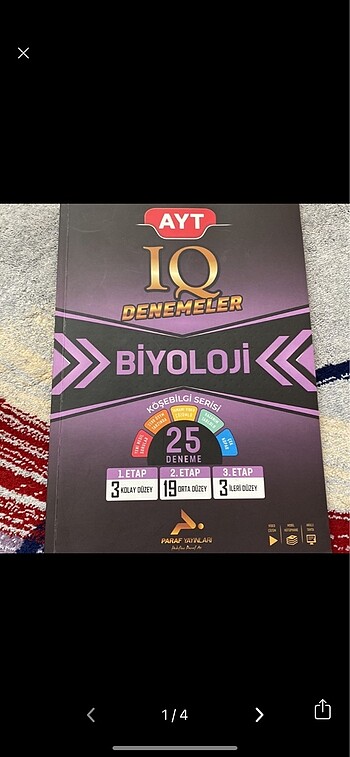 AYT
IQ
DENEMELER
BİYOLOJİ
KÖŞEBİLGİ SERİSİ
25
DENEME
1. ETAP
3 KOLAY DÜZEY
2. ETAP
19 ORTA DÜZEY
3. ETAP
3 İLERİ DÜZEY
PARAF YAYINLARI
1/4